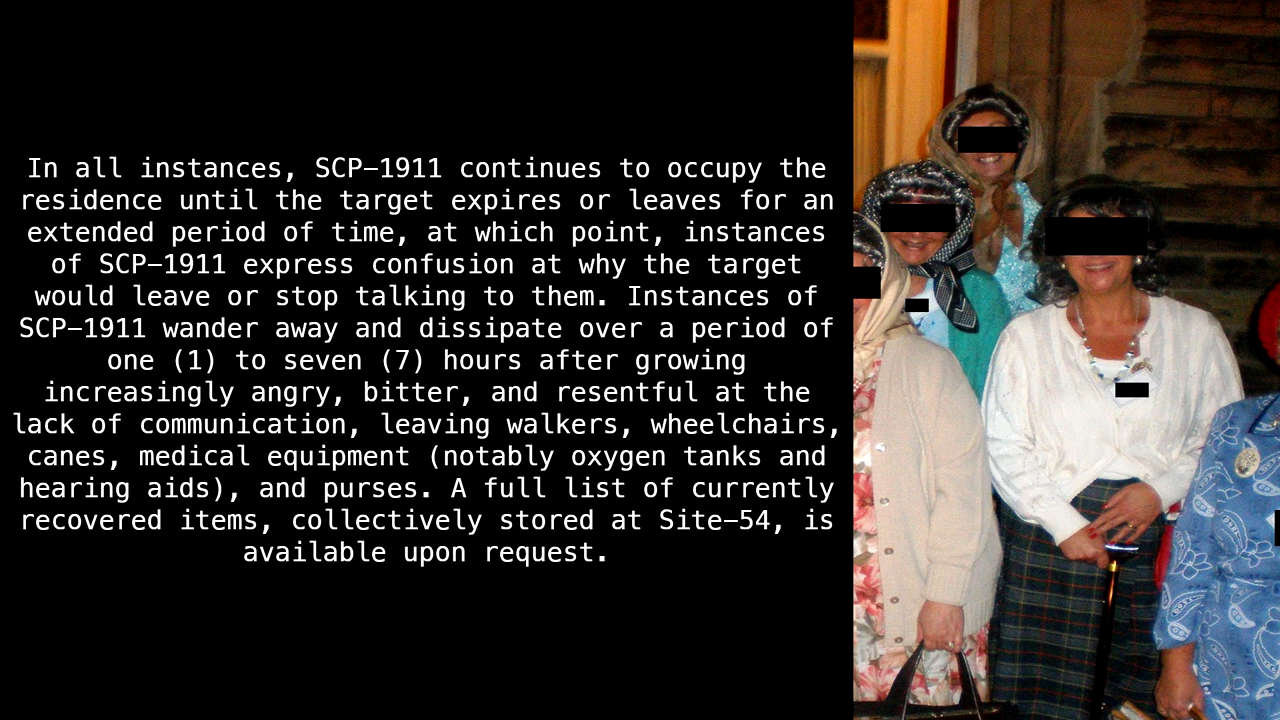 In all instances, SCP–1911 continues to occupy the
residence until the target expires or leaves for an
extended period of time, at which point, instances
of SCP–1911 express confusion at why the target
would leave or stop talking to them. Instances of
SCP–1911 wander away and dissipate over a period of
one (1) to seven (7) hours after growing
increasingly angry, bitter, and resentful at the
lack of communication, leaving walkers, wheelchairs,
canes, medical equipment (notably oxygen tanks and
hearing aids), and purses. A full list of currently
recovered items, collectively stored at Site–54, is
available upon request.